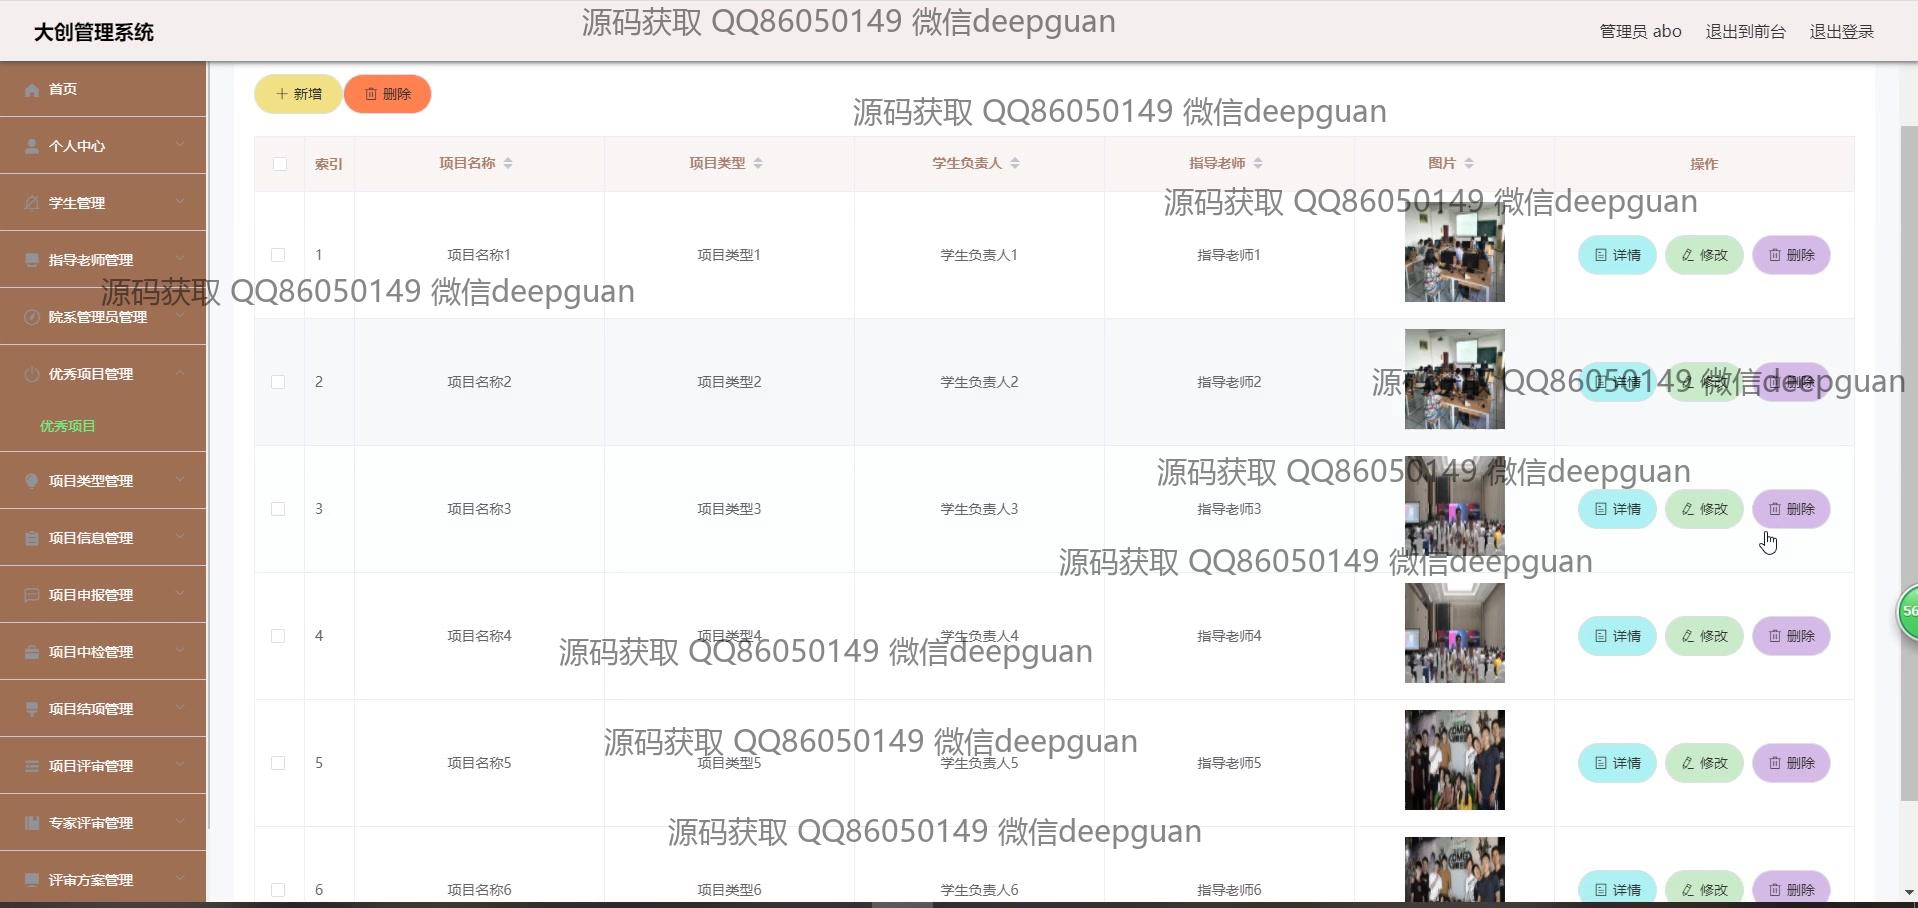 大创管理系统
源码获取 QQ86050149 微信deepguan
管理员 abo
退出到前台
退出登录
首页
个人中心
学生管理
指导老师管理
院系管理员管理
优秀项目管理
优秀项目
项目类型管理
项目信息管理
项目申报管理
项目中检管理
项目结项管理
项目评审管理
专家评审管理
评审方案管理
新增
删除
源码获取 QQ86050149 微信deepguan
索引 项目名称 项目类型 学生负责人 指导老师 图片 操作
源码获取 QQ86050149 微信deepguan
1 项目名称1 项目类型1 学生负责人1 指导老师1 详情 修改 删除
源码获取 QQ86050149 微信deepguan
2 项目名称2 项目类型2 学生负责人2 指导老师2 详情 修改 删除
源码获取 QQ86050149 微信deepguan
源码获取 QQ86050149 微信deepguan
3 项目名称3 项目类型3 学生负责人3 指导老师3 详情 修改 删除
源码获取 QQ86050149 微信deepguan
4 项目名称4 项目类型4 学生负责人4 指导老师4 详情 修改 删除
源码获取 QQ86050149 微信deepguan
源码获取 QQ86050149 微信deepguan
5 项目名称5 项目类型5 学生负责人5 指导老师5 详情 修改 删除
源码获取 QQ86050149 微信deepguan
6 项目名称6 项目类型6 学生负责人6 指导老师6 详情 修改 删除
56